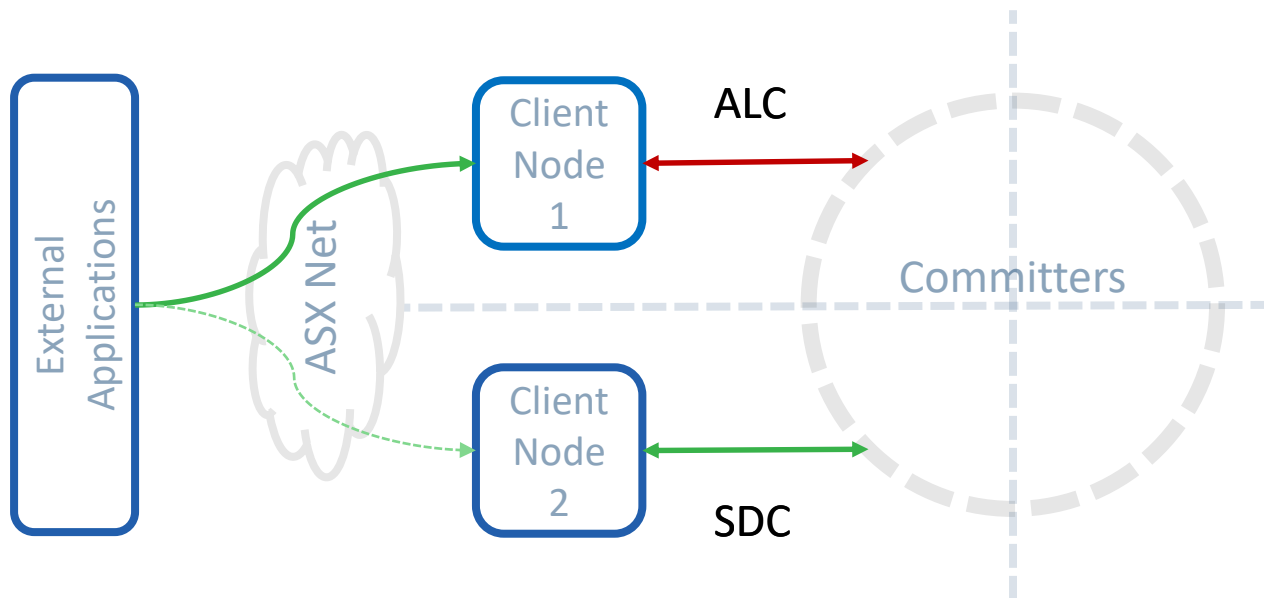 External
Applications
ASX Net
Client
Node
1
ALC
Committers
Client
Node
2
SDC